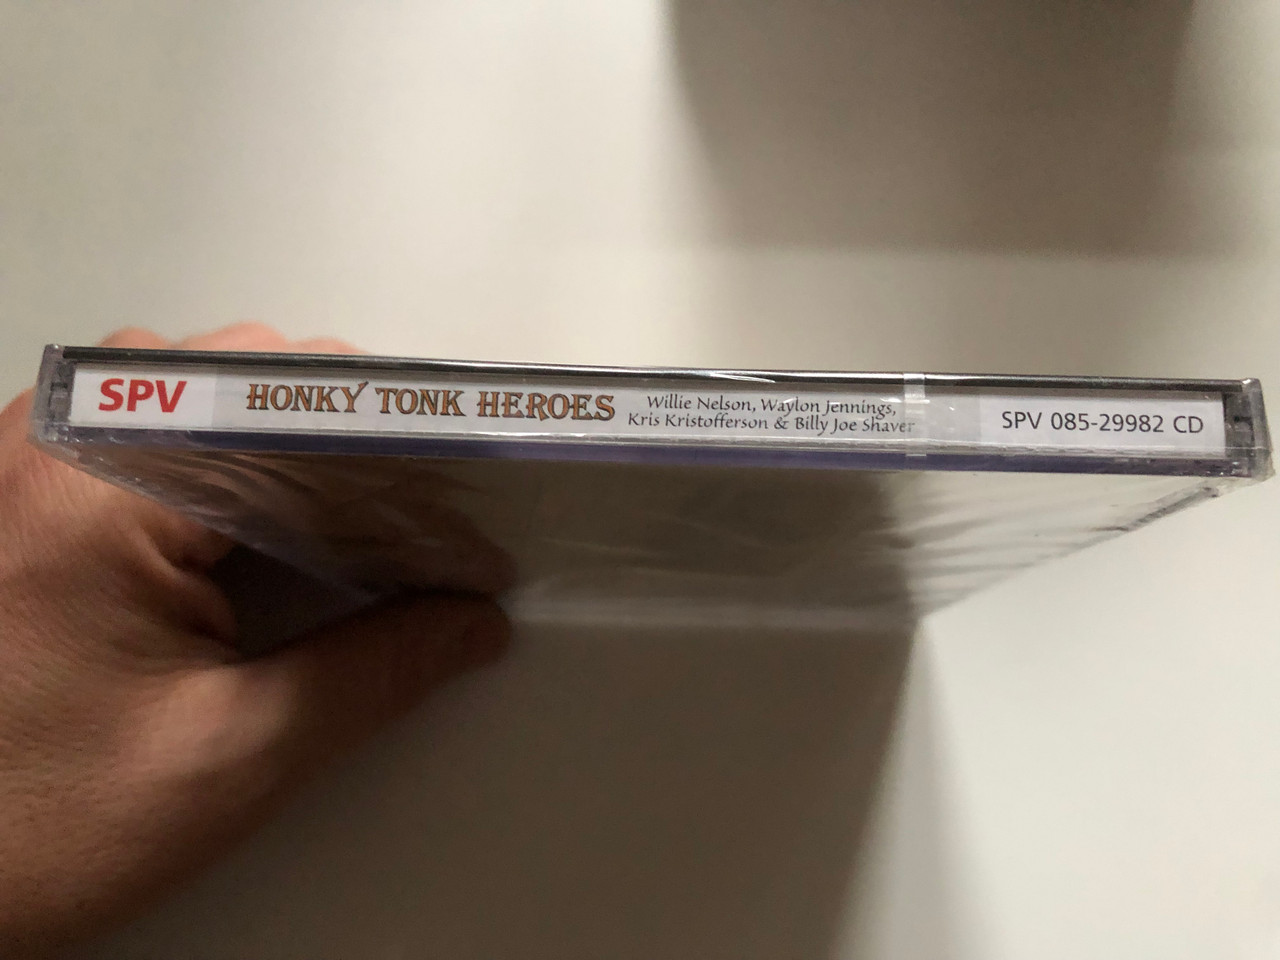 SPV
HONKY TONK HEROES
Willie Nelson, Waylon Jennings,
Kris Kristofferson & Billy Joe Shaver
SPV 085-29982 CD